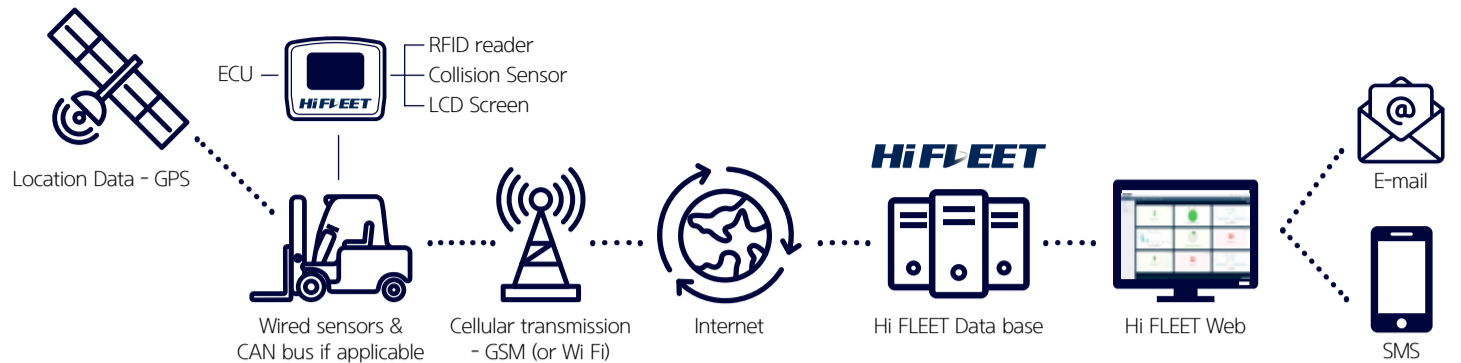 Location Data - GPS
ECU
HiFLEET
RFID reader
Collision Sensor
LCD Screen
Wired sensors &
CAN bus if applicable
Cellular transmission
- GSM (or Wi Fi)
Internet
HiFLEET
Hi FLEET Data base
Hi FLEET Web
@
E-mail
SMS